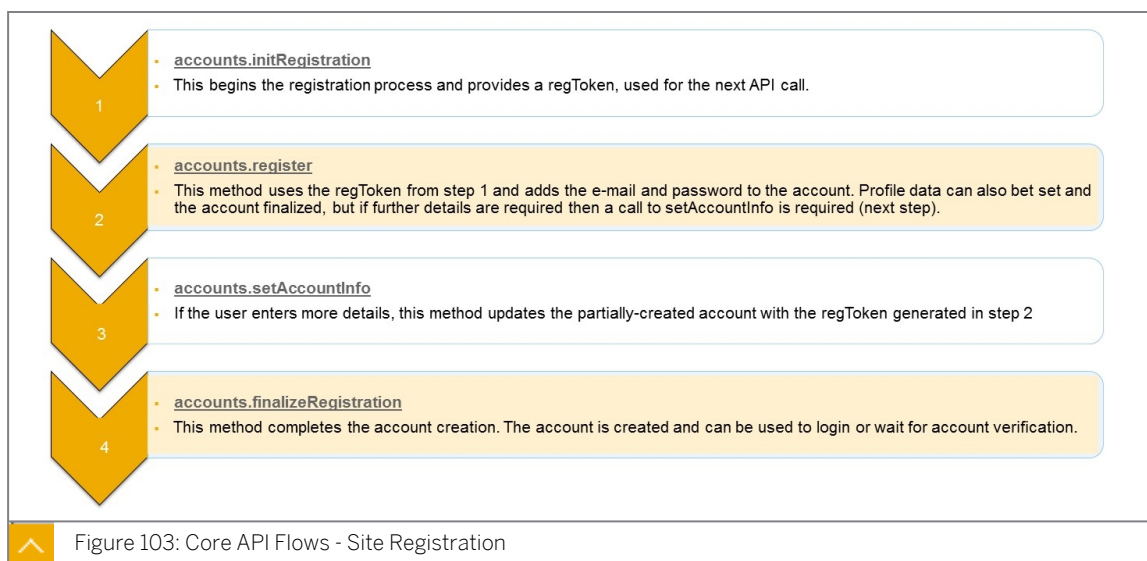 1
accounts.initRegistration
This begins the registration process and provides a regToken, used for the next API call.
2
accounts.register
This method uses the regToken from step 1 and adds the e-mail and password to the account. Profile data can also bet set and
the account finalized, but if further details are required then a call to setAccountInfo is required (next step).
3
accounts.setAccountInfo
If the user enters more details, this method updates the partially-created account with the regToken generated in step 2
4
accounts.finalizeRegistration
This method completes the account creation. The account is created and can be used to login or wait for account verification.
Figure 103: Core API Flows - Site Registration